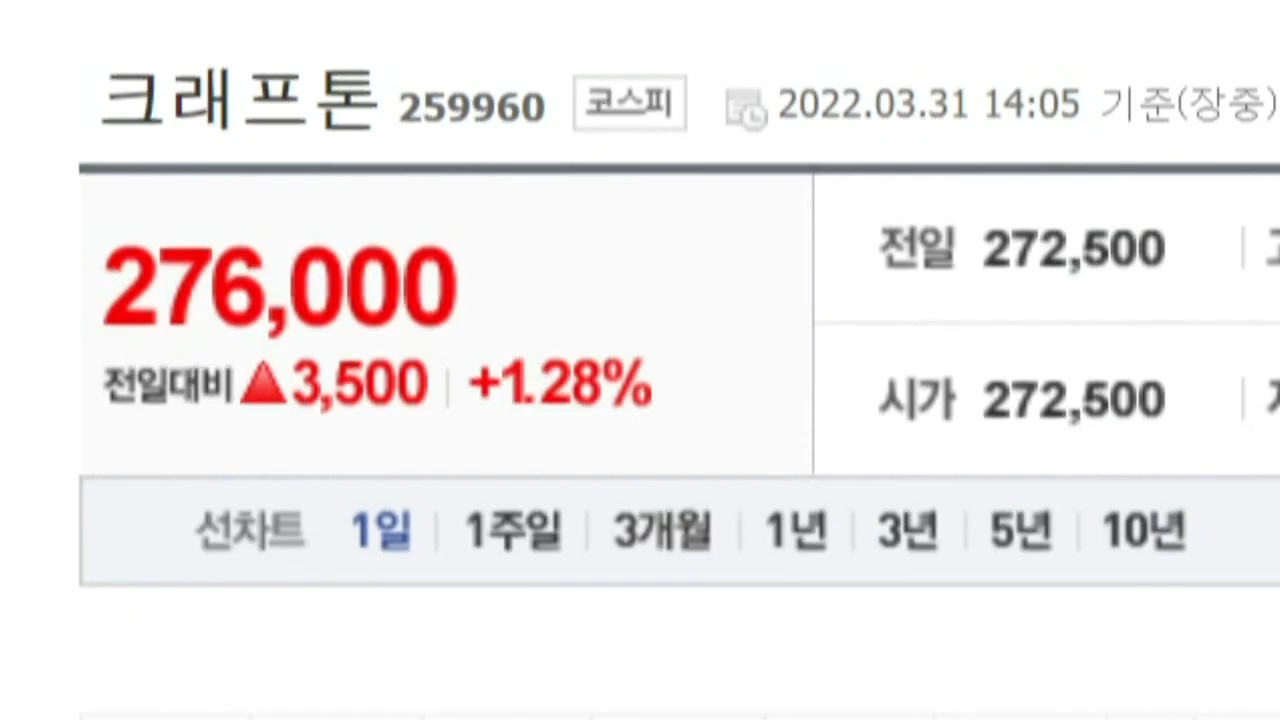 크래프톤 259960 코스피 2022.03.31 14:05 기준(장중)
276,000
전일대비 ▲3,500 +1.28%
전일 272,500
시가 272,500
선차트 1일 1주일 3개월 1년 3년 5년 10년